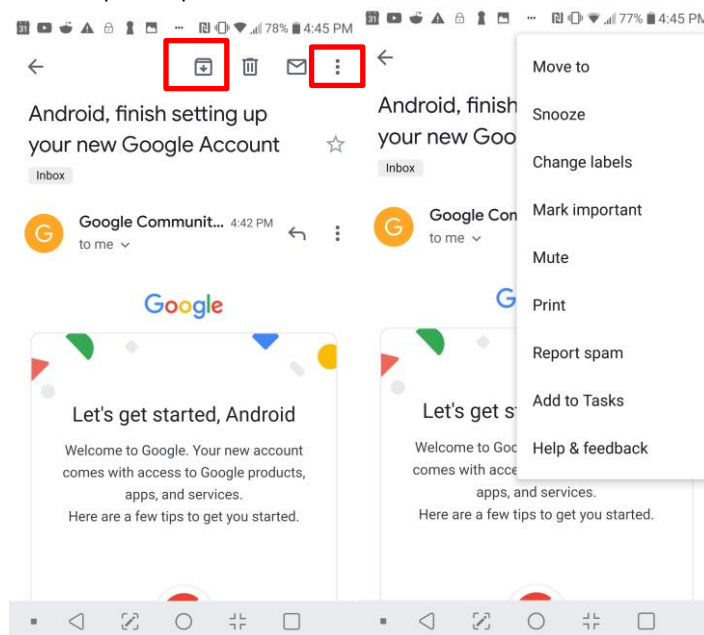 31 78% 4:45 PM
Android, finish setting up
your new Google Account
Inbox
G
Google Communit... 4:42 PM
to me
Google
Let's get started, Android
Welcome to Google. Your new account
comes with access to Google products,
apps, and services.
Here are a few tips to get you started.
31 77% 4:45 PM
Android, finish
your new Goo
Inbox
G
Google Con
to me
G
Let's get s
Welcome to Goo
comes with acce
apps, and services.
Here are a few tips to get you started.
Move to
Snooze
Change labels
Mark important
Mute
Print
Report spam
Add to Tasks
Help & feedback